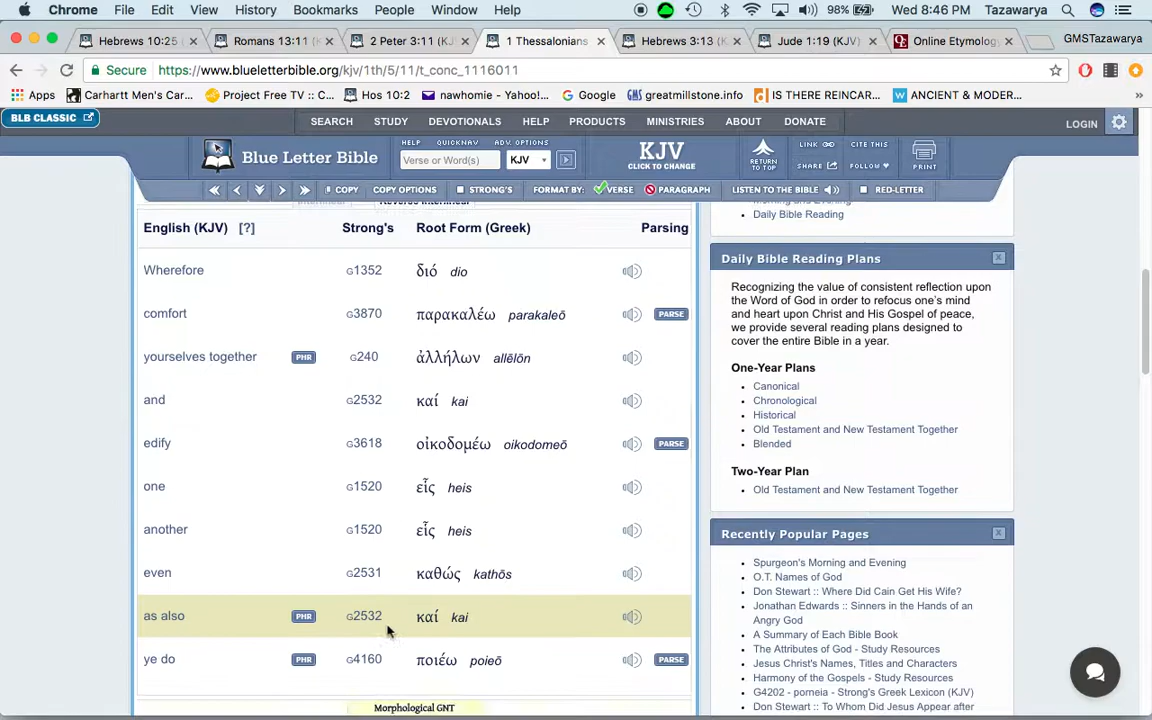 Chrome File Edit View History Bookmarks People Window Help 98% Wed 8:46 PM Tazawarya
Hebrews 10:25 ( Romans 13:11 ( 2 Peter 3:11 (KJV 1 Thessalonians Hebrews 3:13 (KJ Jude 1:19 (KJV) Online Etymology GMSTazawarya
Secure https://www.blueletterbible.org/kjv/1th/5/11/t_conc_1116011
Apps Carhartt Men's Car... Project Free TV :: C... Hos 10:2 nawhomie - Yahoo!... Google GMS greatmillstone.info IS THERE REINCAR... ANCIENT & MODER... »
BLB CLASSIC SEARCH STUDY DEVOTIONALS HELP PRODUCTS MINISTRIES ABOUT DONATE LOGIN
HELP QUICKNAV ADV. OPTIONS
Blue Letter Bible Verse or Word(s) KJV KJV CLICK TO CHANGE RETURN TO TOP LINK CITE THIS SHARE FOLLOW PRINT
COPY COPY OPTIONS STRONG'S FORMAT BY: VERSE PARAGRAPH LISTEN TO THE BIBLE RED-LETTER
Interlinear Reverse Interlinear
English (KJV) [?] Strong's Root Form (Greek) Parsing
Wherefore G1352 διό dio
comfort G3870 παρακαλέω parakaleō PARSE
yourselves together PHR G240 ἀλλήλων allēlōn
and G2532 καί kai
edify G3618 οἰκοδομέω oikodomeō PARSE
one G1520 εἷς heis
another G1520 εἷς heis
even G2531 καθώς kathōs
as also PHR G2532 καί kai
ye do PHR G4160 ποιέω poieō PARSE
Morphological GNT
Morning and Evening
Daily Bible Reading
Daily Bible Reading Plans
Recognizing the value of consistent reflection upon
the Word of God in order to refocus one's mind
and heart upon Christ and His Gospel of peace,
we provide several reading plans designed to
cover the entire Bible in a year.
One-Year Plans
Canonical
Chronological
Historical
Old Testament and New Testament Together
Blended
Two-Year Plan
Old Testament and New Testament Together
Recently Popular Pages
Spurgeon's Morning and Evening
O.T. Names of God
Don Stewart :: Where Did Cain Get His Wife?
Jonathan Edwards :: Sinners in the Hands of an
Angry God
A Summary of Each Bible Book
The Attributes of God - Study Resources
Jesus Christ's Names, Titles and Characters
Harmony of the Gospels - Study Resources
G4202 - porneia - Strong's Greek Lexicon (KJV)
Don Stewart :: To Whom Did Jesus Appear after